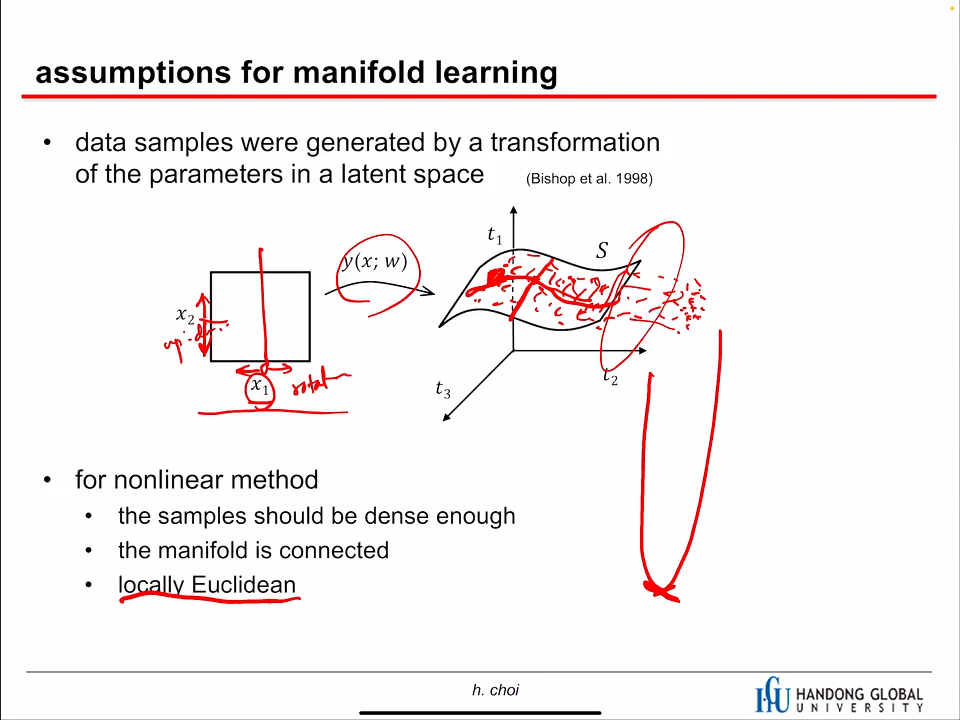 assumptions for manifold learning
• data samples were generated by a transformation
of the parameters in a latent space (Bishop et al. 1998)
t₁
S
y(x; w)
x₂
x₁
t₂
t₃
• for nonlinear method
• the samples should be dense enough
• the manifold is connected
• locally Euclidean
h. choi
HANDONG GLOBAL
UNIVERSITY